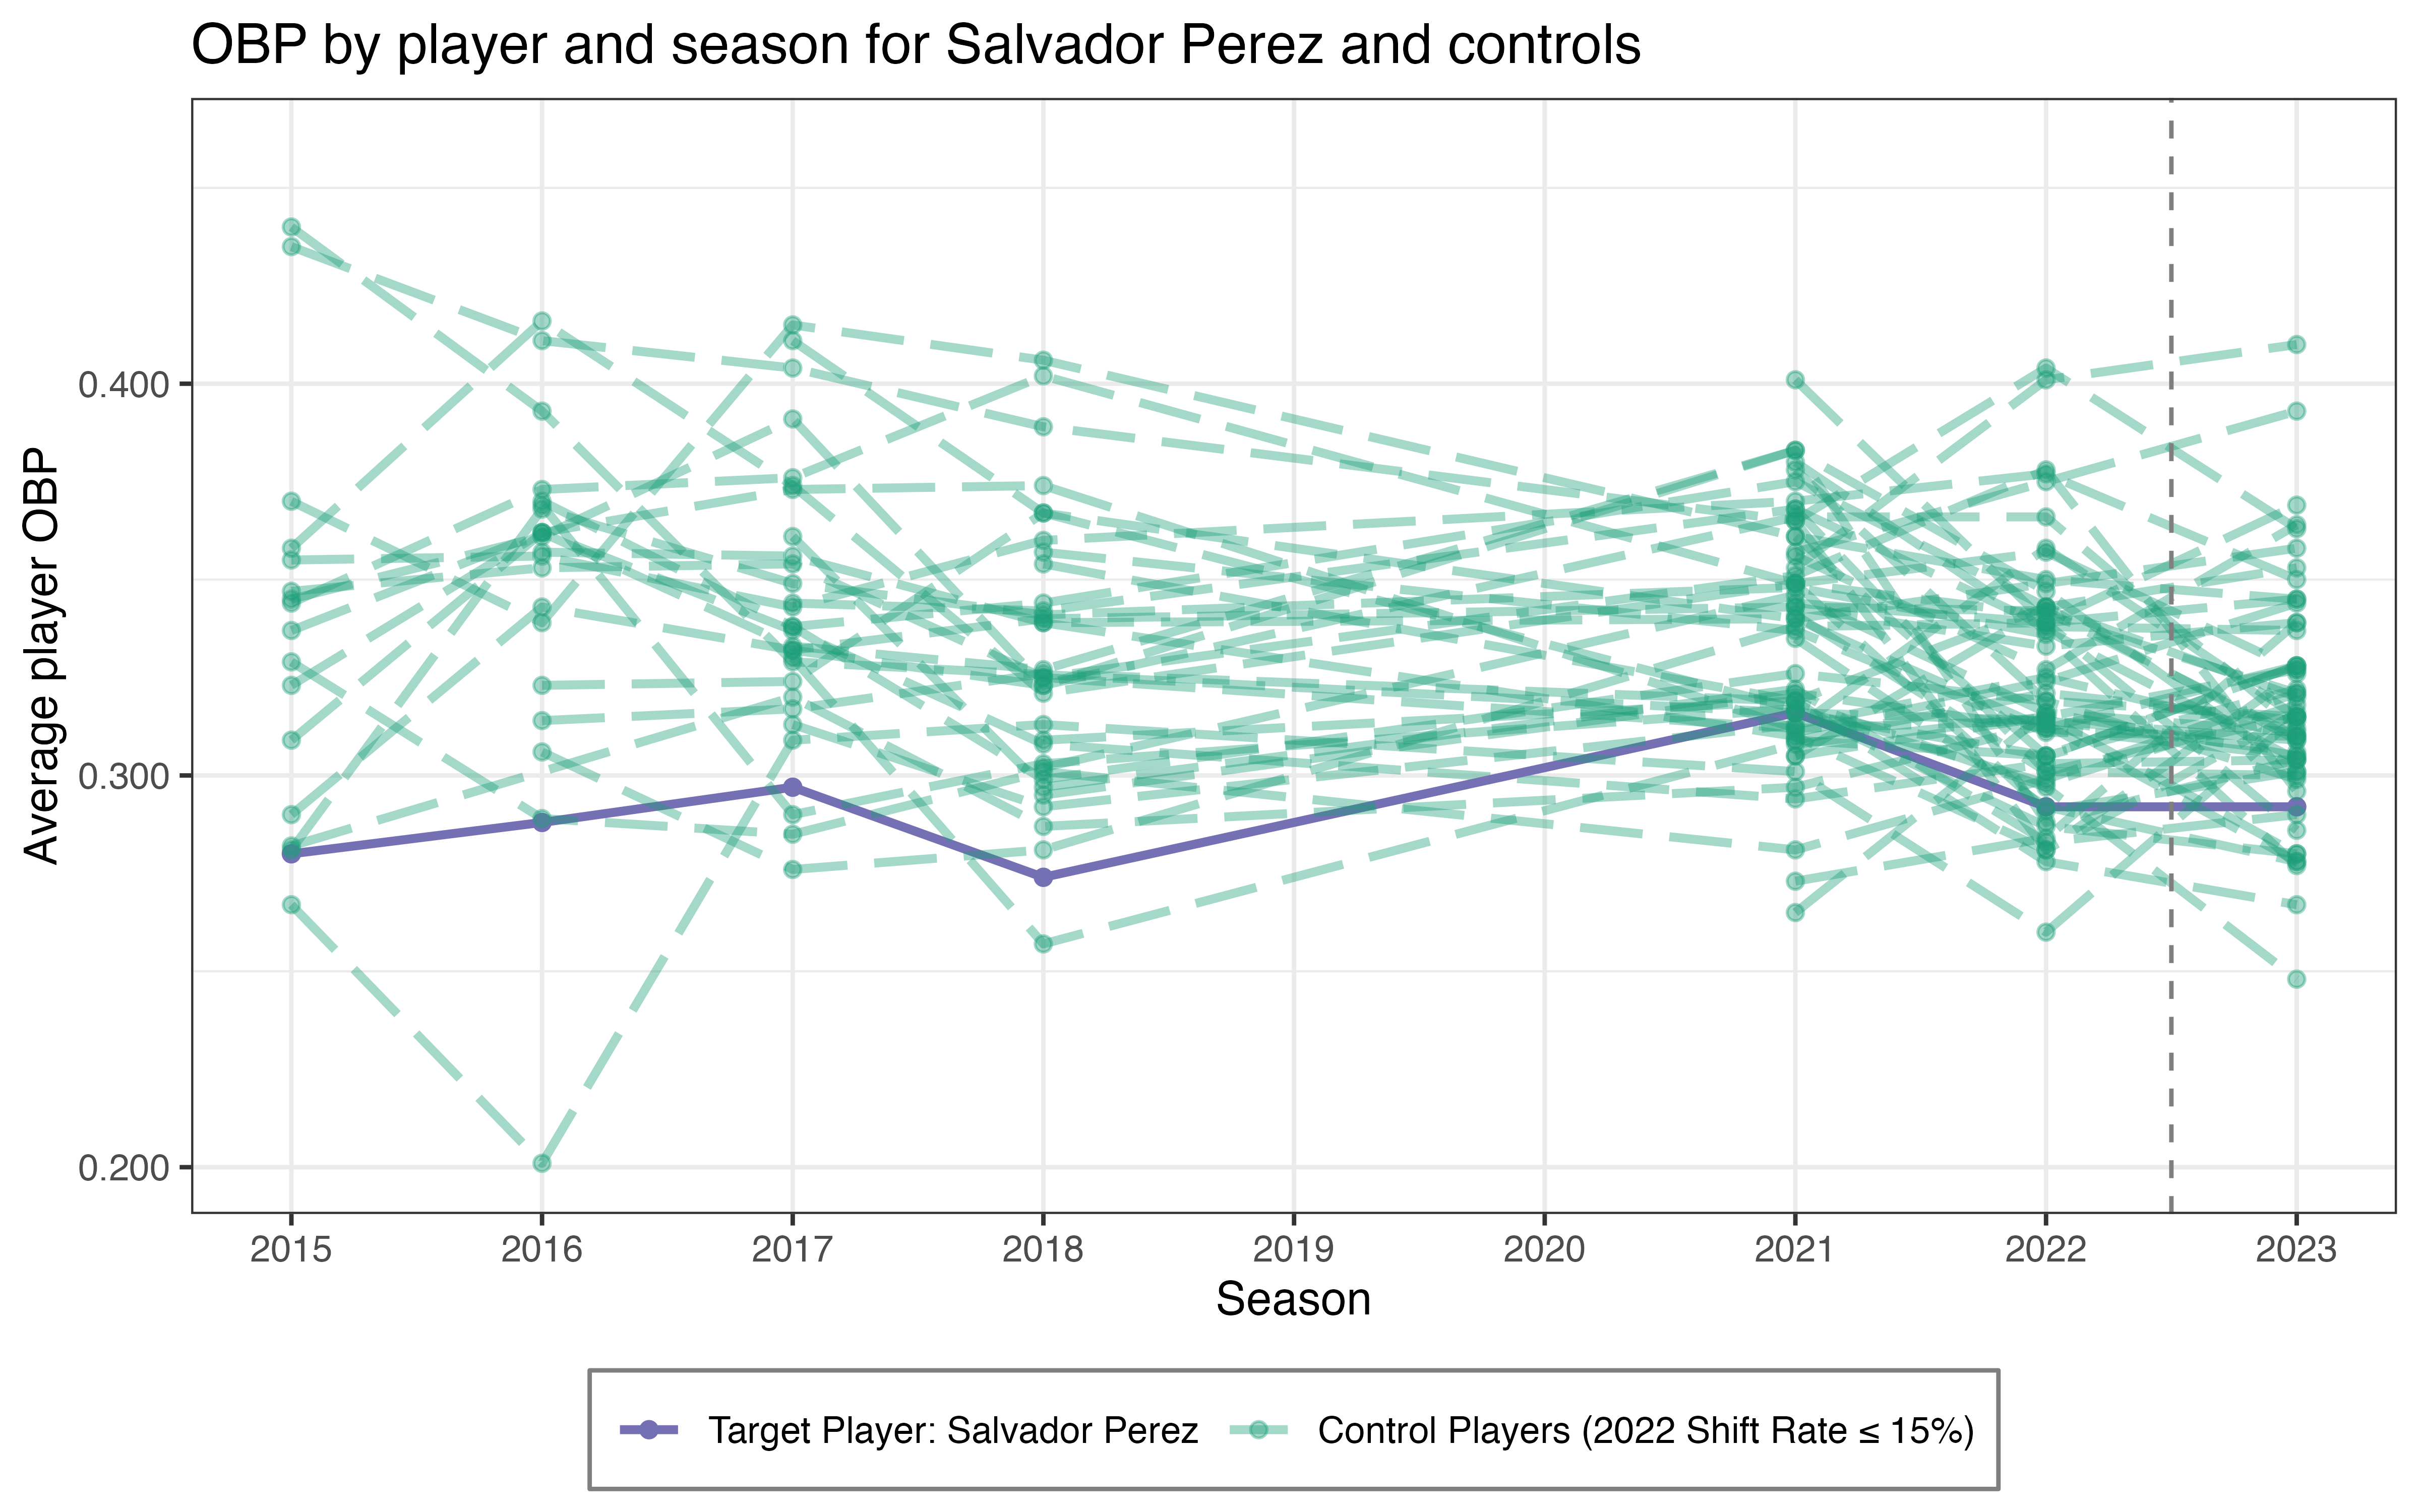 OBP by player and season for Salvador Perez and controls
Average player OBP
0.400
0.300
0.200
2015 2016 2017 2018 2019 2020 2021 2022 2023
Season
Target Player: Salvador Perez Control Players (2022 Shift Rate ≤ 15%)